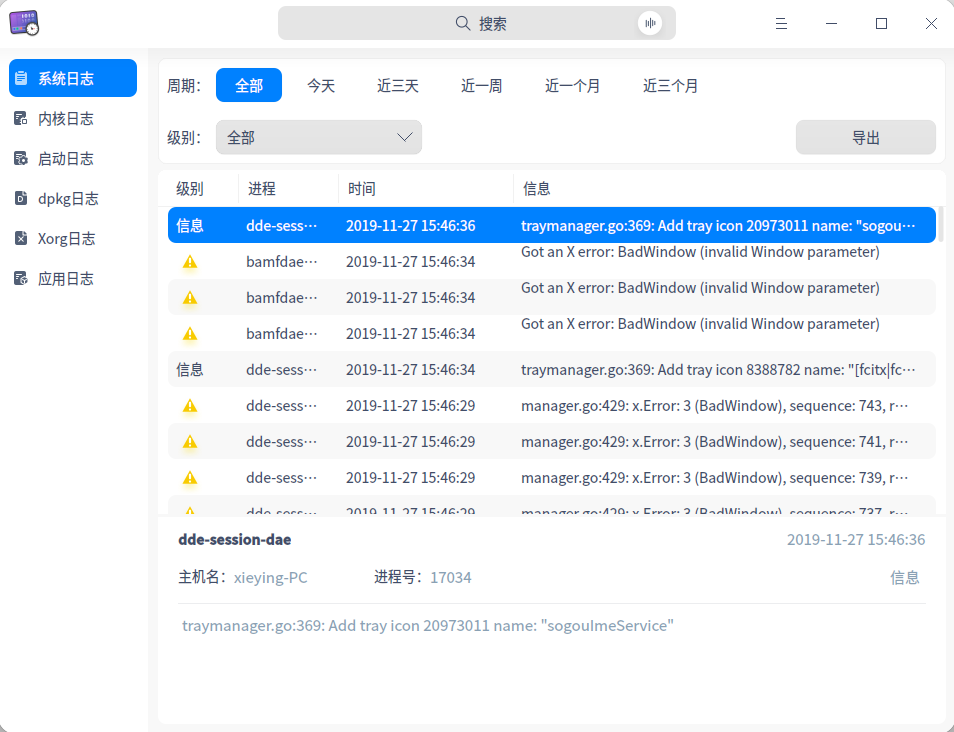 搜索
系统日志
内核日志
启动日志
dpkg日志
Xorg日志
应用日志
周期： 全部 今天 近三天 近一周 近一个月 近三个月
级别： 全部 导出
级别 进程 时间 信息
信息 dde-sess··· 2019-11-27 15:46:36 traymanager.go:369: Add tray icon 20973011 name: "sogou···
bamfdae··· 2019-11-27 15:46:34 Got an X error: BadWindow (invalid Window parameter)
bamfdae··· 2019-11-27 15:46:34 Got an X error: BadWindow (invalid Window parameter)
bamfdae··· 2019-11-27 15:46:34 Got an X error: BadWindow (invalid Window parameter)
信息 dde-sess··· 2019-11-27 15:46:34 traymanager.go:369: Add tray icon 8388782 name: "[fcitx|fc···
dde-sess··· 2019-11-27 15:46:29 manager.go:429: x.Error: 3 (BadWindow), sequence: 743, r···
dde-sess··· 2019-11-27 15:46:29 manager.go:429: x.Error: 3 (BadWindow), sequence: 741, r···
dde-sess··· 2019-11-27 15:46:29 manager.go:429: x.Error: 3 (BadWindow), sequence: 739, r···
dde-sess··· 2019-11-27 15:46:29 manager.go:429: x.Error: 3 (BadWindow), sequence: 737, r···
dde-session-dae 2019-11-27 15:46:36
主机名： xieying-PC 进程号： 17034 信息
traymanager.go:369: Add tray icon 20973011 name: "sogouImeService"